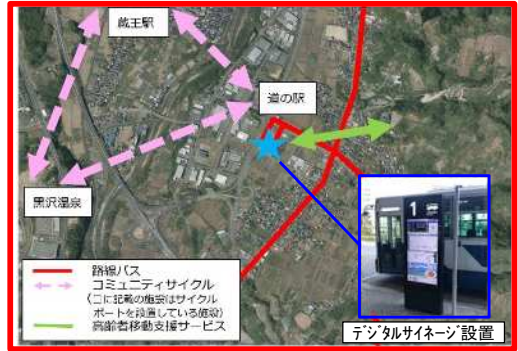 蔵王駅
道の駅
黒沢温泉
路線バス
コミュニティサイクル
(□に記載の施設はサイクル
ポートを設置している施設)
高齢者移動支援サービス
1
デジタルサイネージ設置